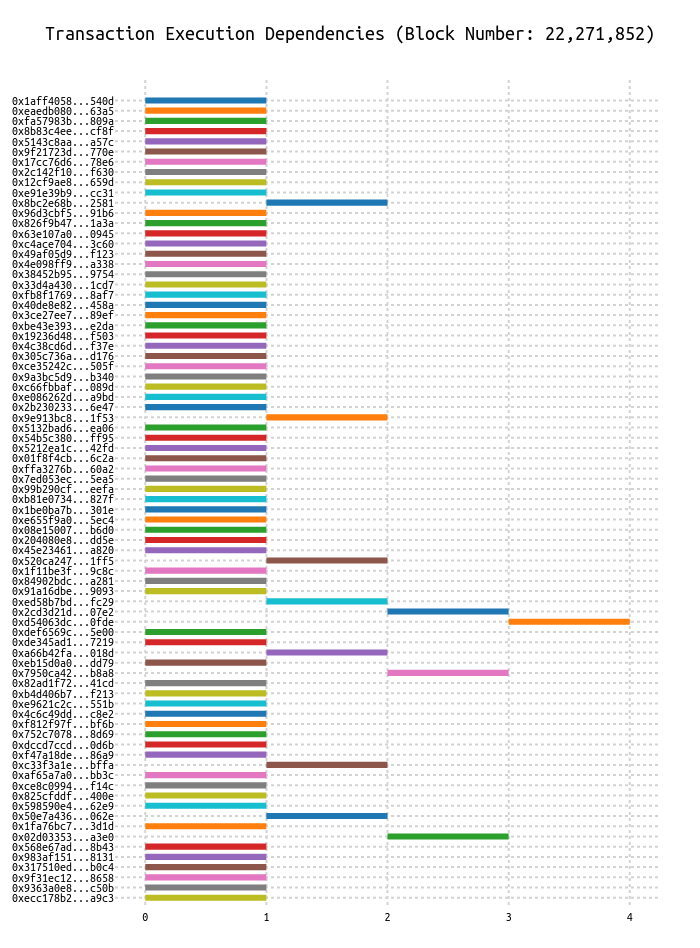 Transaction Execution Dependencies (Block Number: 22,271,852)
0x1aff4058...540d
0xeaedb080...63a5
0xfa57983b...809a
0x8b83c4ee...cf8f
0x5143c8aa...a57c
0x9f21723d...770e
0x17cc76d6...78e6
0x2c142f10...f630
0x12cf9ae8...659d
0xe91e39b9...cc31
0x8bc2e68b...2581
0x96d3cbf5...91b6
0x826f9b47...1a3a
0x63e107a0...0945
0xc4ace704...3c60
0x49af05d9...f123
0x4e098ff9...a338
0x38452b95...9754
0x33d4a430...1cd7
0xfb8f1769...8af7
0x40de8e82...458a
0x3ce27ee7...89ef
0xbe43e393...e2da
0x19236d48...f503
0x4c38cd6d...f37e
0x305c736a...d176
0xce35242c...505f
0x9a3bc5d9...b340
0xc66fbbaf...089d
0xe086262d...a9bd
0x2b230233...6e47
0x9e913bc8...1f53
0x5132bad6...ea06
0x54b5c380...ff95
0x5212ea1c...42fd
0x01f8f4cb...6c2a
0xffa3276b...60a2
0x7ed053ec...5ea5
0x99b290cf...eefa
0xb81e0734...827f
0x1be0ba7b...301e
0xe655f9a0...5ec4
0x08e15007...b6d0
0x204080e8...dd5e
0x45e23461...a820
0x520ca247...1ff5
0x1f11be3f...9c8c
0x84902bdc...a281
0x91a16dbe...9093
0xed58b7bd...fc29
0x2cd3d21d...07e2
0xd54063dc...0fde
0xdef6569c...5e00
0xde345ad1...7219
0xa66b42fa...018d
0xeb15d0a0...dd79
0x7950ca42...b8a8
0x82ad1f72...41cd
0xb4d406b7...f213
0xe9621c2c...551b
0x4c6c49dd...c8e2
0xf812f97f...bf6b
0x752c7078...8d69
0xdccd7ccd...0d6b
0xf47a18de...86a9
0xc33f3a1e...bffa
0xaf65a7a0...bb3c
0xce8c0994...f14c
0x825cfddf...400e
0x598590e4...62e9
0x50e7a436...062e
0x1fa76bc7...3d1d
0x02d03353...a3e0
0x568e67ad...8b43
0x983af151...8131
0x317510ed...b0c4
0x9f31ec12...8658
0x9363a0e8...c50b
0xecc178b2...a9c3
0 1 2 3 4